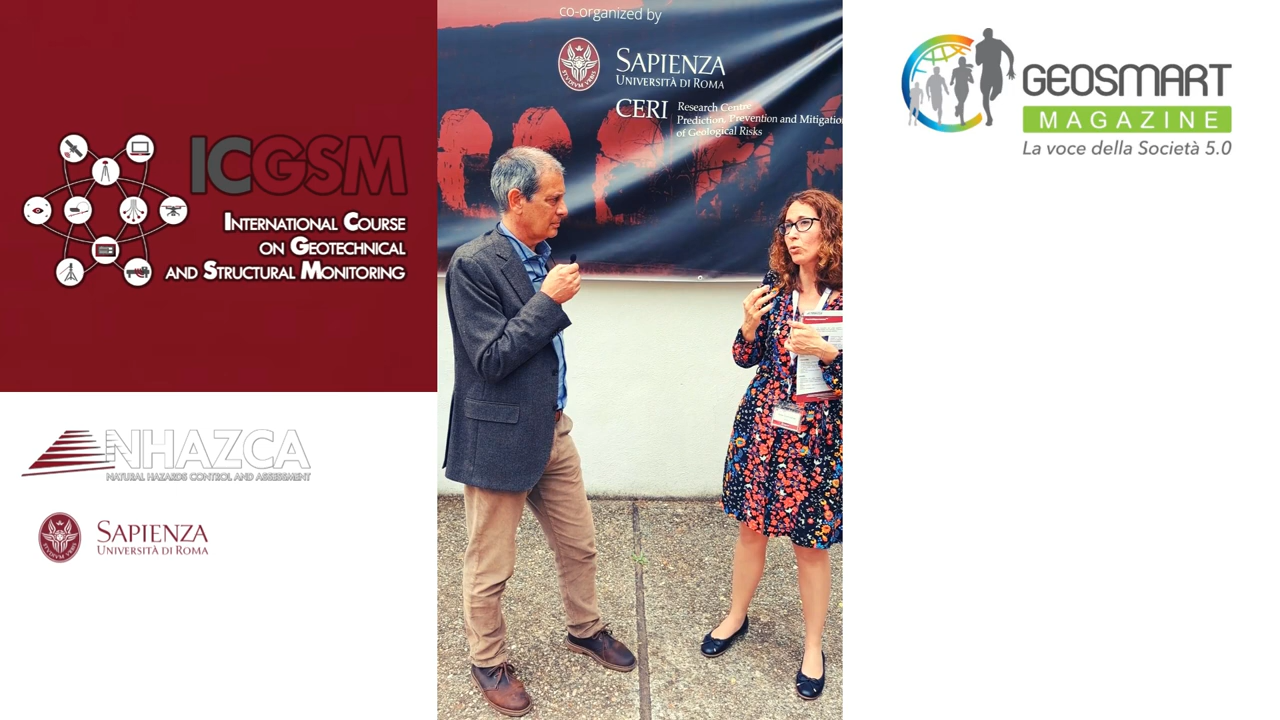 ICGSM
INTERNATIONAL COURSE
ON GEOTECHNICAL
AND STRUCTURAL MONITORING
NHAZCA
NATURAL HAZARDS CONTROL AND ASSESSMENT
SAPIENZA
UNIVERSITÀ DI ROMA
co-organized by
SAPIENZA
UNIVERSITÀ DI ROMA
CERI
Research Centre
Prediction, Prevention and Mitigation
of Geological Risks
GEOSMART
MAGAZINE
La voce della Società 5.0